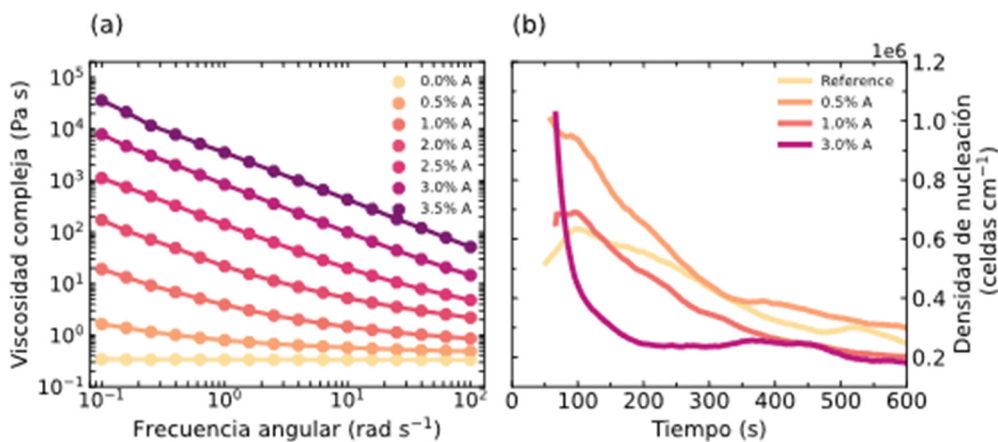 (a)
Viscosidad compleja (Pa s)
10⁵
10⁴
10³
10²
10¹
10⁰
10⁻¹
0.0% A
0.5% A
1.0% A
2.0% A
2.5% A
3.0% A
3.5% A
10⁻¹ 10⁰ 10¹ 10²
Frecuencia angular (rad s⁻¹)
(b)
1e6
Reference
0.5% A
1.0% A
3.0% A
1.2
1.0
0.8
0.6
0.4
0.2
Densidad de nucleación
(celdas cm⁻¹)
0 100 200 300 400 500 600
Tiempo (s)